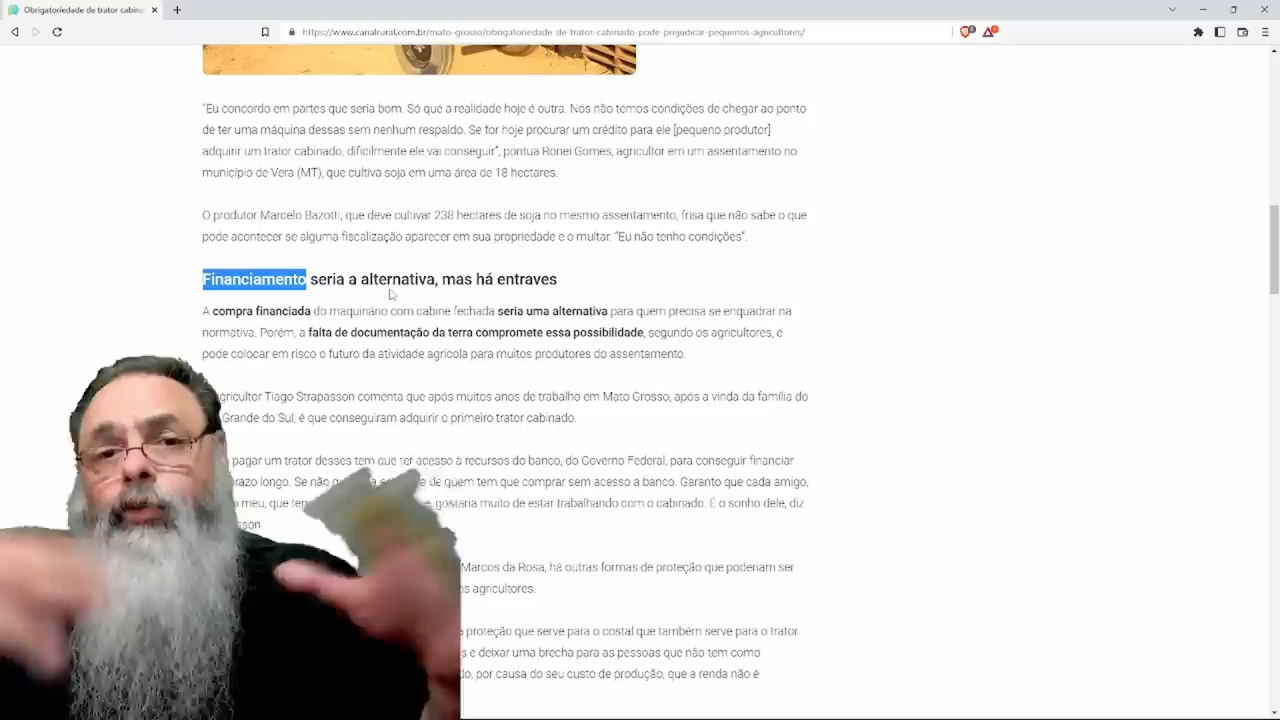 Obrigatoriedade de trator cabina
https://www.canalrural.com.br/mato-grosso/obrigatoriedade-de-trator-cabinado-pode-prejudicar-pequenos-agricultores/
"Eu concordo em partes que seria bom. Só que a realidade hoje é outra. Nós não temos condições de chegar ao ponto
de ter uma máquina dessas sem nenhum respaldo. Se for hoje procurar um crédito para ele [pequeno produtor]
adquirir um trator cabinado, dificilmente ele vai conseguir", pontua Ronei Gomes, agricultor em um assentamento no
município de Vera (MT), que cultiva soja em uma área de 18 hectares.
O produtor Marcelo Bazotti, que deve cultivar 238 hectares de soja no mesmo assentamento, frisa que não sabe o que
pode acontecer se alguma fiscalização aparecer em sua propriedade e o multar. "Eu não tenho condições".
Financiamento seria a alternativa, mas há entraves
A compra financiada do maquinário com cabine fechada seria uma alternativa para quem precisa se enquadrar na
normativa. Porém, a falta de documentação da terra compromete essa possibilidade, segundo os agricultores, e
pode colocar em risco o futuro da atividade agrícola para muitos produtores do assentamento.
agricultor Tiago Strapasson comenta que após muitos anos de trabalho em Mato Grosso, após a vinda da família do
Grande do Sul, é que conseguiram adquirir o primeiro trator cabinado.
pagar um trator desses tem que ter acesso a recursos do banco, do Governo Federal, para conseguir financiar
prazo longo. Se não de quem tem que comprar sem acesso a banco. Garanto que cada amigo,
meu, que gostaria muito de estar trabalhando com o cabinado. É o sonho dele, diz
sson.
Marcos da Rosa, há outras formas de proteção que poderiam ser
os agricultores.
proteção que serve para o costal que também serve para o trator.
s e deixar uma brecha para as pessoas que não tem como
do, por causa do seu custo de produção, que a renda não é